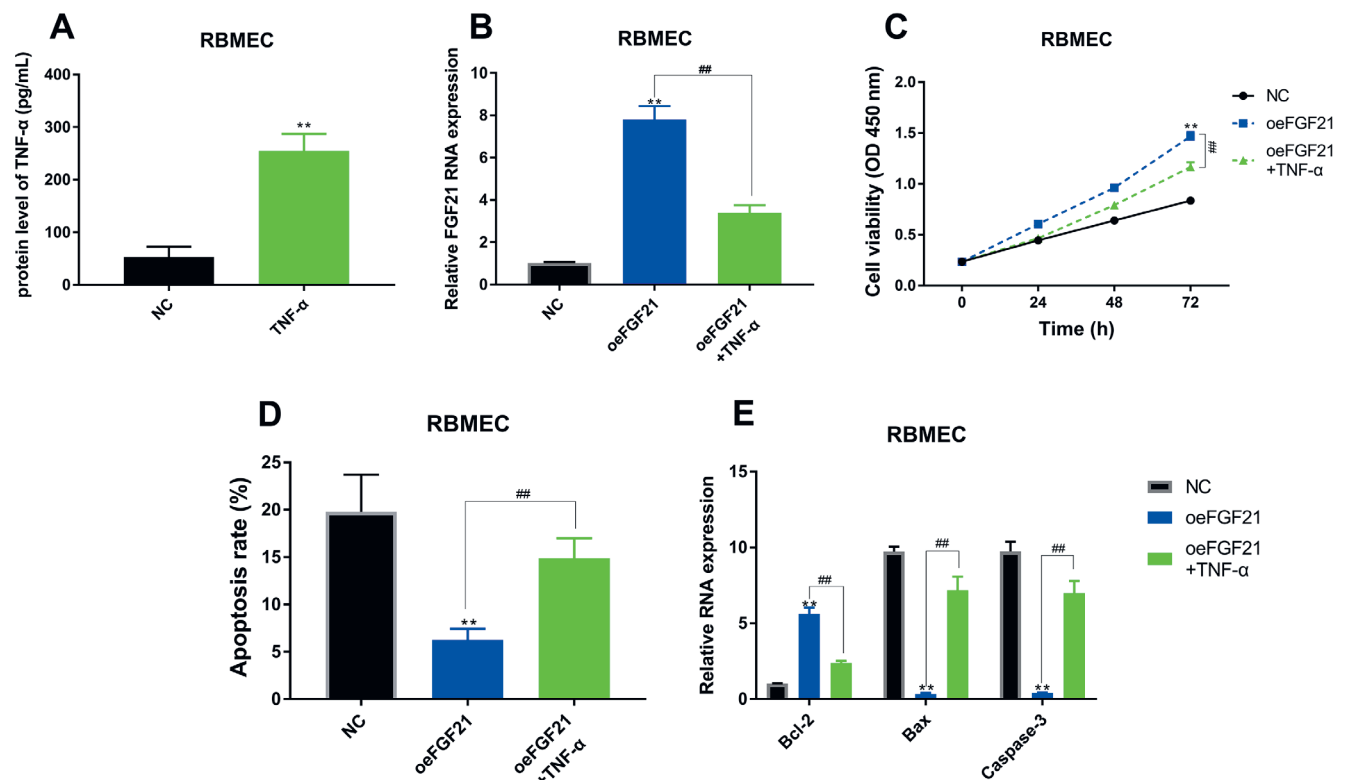 A
RBMEC
protein level of TNF-α (pg/mL)
400
300
200
100
0
**
NC
TNF-α
B
RBMEC
Relative FGF21 RNA expression
10
8
6
4
2
0
**
##
NC
oeFGF21
oeFGF21
+TNF-α
C
RBMEC
Cell viability (OD 450 nm)
2.0
1.5
1.0
0.5
0.0
**
##
0
24
48
72
Time (h)
NC
oeFGF21
oeFGF21
+TNF-α
D
RBMEC
Apoptosis rate (%)
25
20
15
10
5
0
**
##
NC
oeFGF21
oeFGF21
+TNF-α
E
RBMEC
Relative RNA expression
15
10
5
0
**
##
**
##
**
##
Bcl-2
Bax
Caspase-3
NC
oeFGF21
oeFGF21
+TNF-α